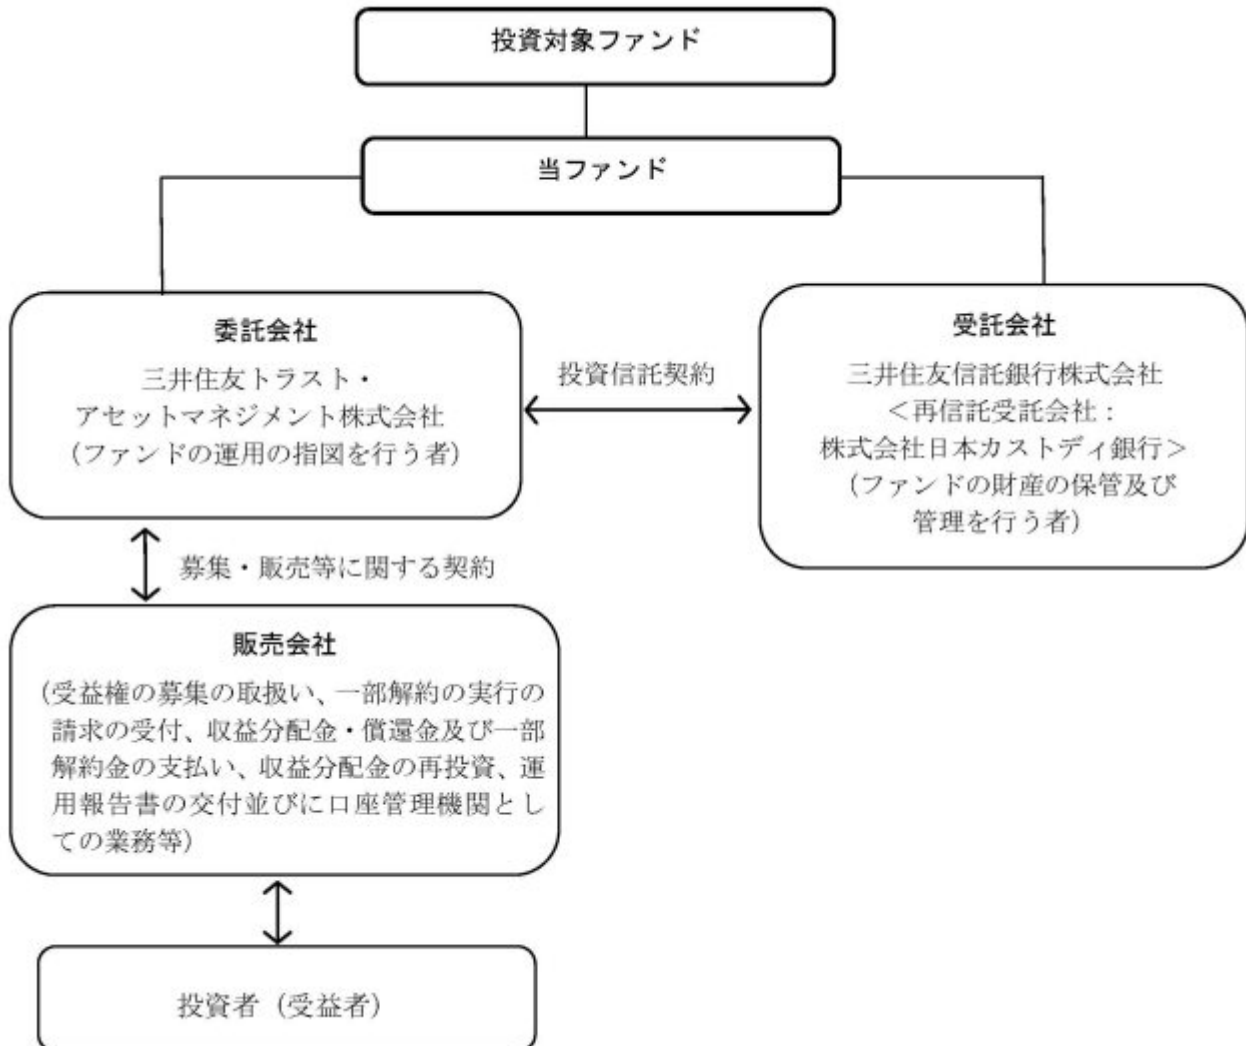 投資対象ファンド
当ファンド
委託会社
三井住友トラスト・
アセットマネジメント株式会社
（ファンドの運用の指図を行う者）
投資信託契約
受託会社
三井住友信託銀行株式会社
＜再信託受託会社：
株式会社日本カストディ銀行＞
（ファンドの財産の保管及び
管理を行う者）
募集・販売等に関する契約
販売会社
（受益権の募集の取扱い、一部解約の実行の
請求の受付、収益分配金・償還金及び一部
解約金の支払い、収益分配金の再投資、運
用報告書の交付並びに口座管理機関とし
ての業務等）
投資者（受益者）